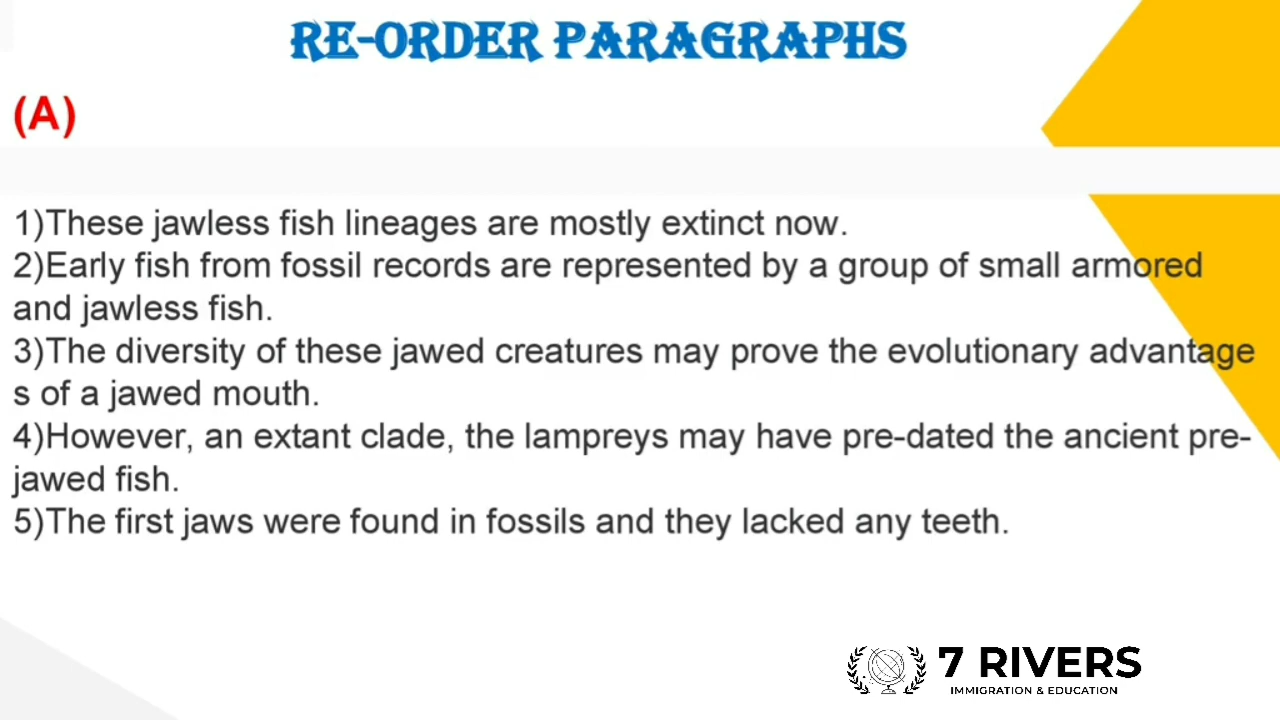 RE-ORDER PARAGRAPHS
(A)
1)These jawless fish lineages are mostly extinct now.
2)Early fish from fossil records are represented by a group of small armored
and jawless fish.
3)The diversity of these jawed creatures may prove the evolutionary advantage
s of a jawed mouth.
4)However, an extant clade, the lampreys may have pre-dated the ancient pre-
jawed fish.
5)The first jaws were found in fossils and they lacked any teeth.
7 RIVERS
IMMIGRATION & EDUCATION